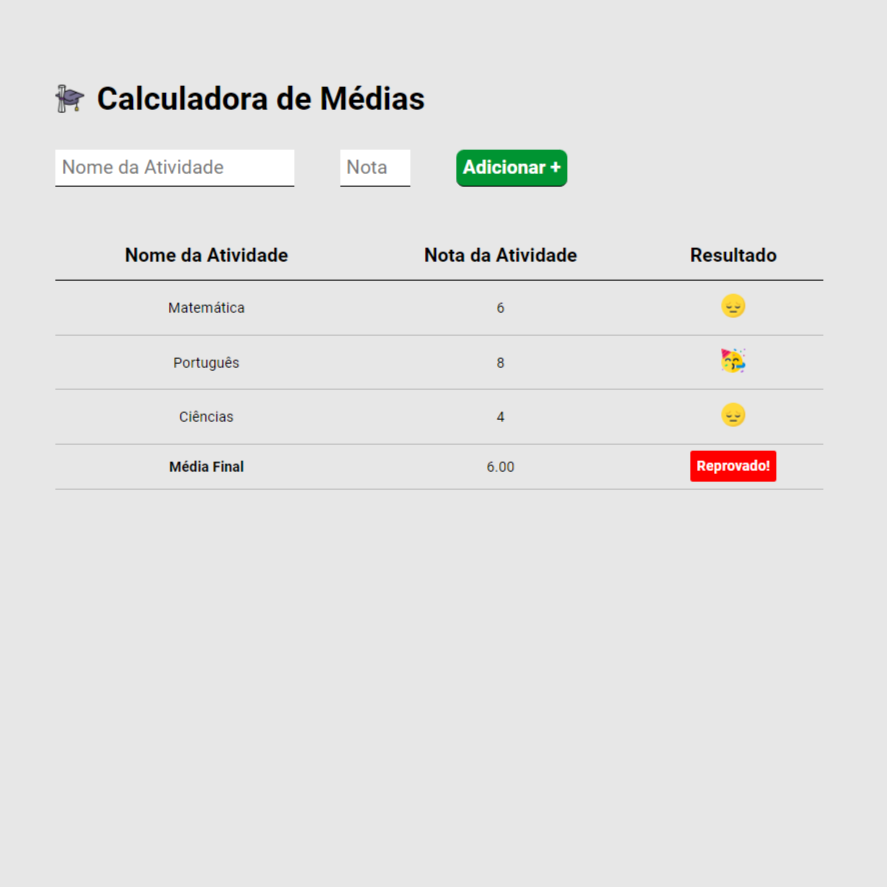 Calculadora de Médias
Nome da Atividade Nota Adicionar +
Nome da Atividade Nota da Atividade Resultado
Matemática 6
Português 8
Ciências 4
Média Final 6.00 Reprovado!